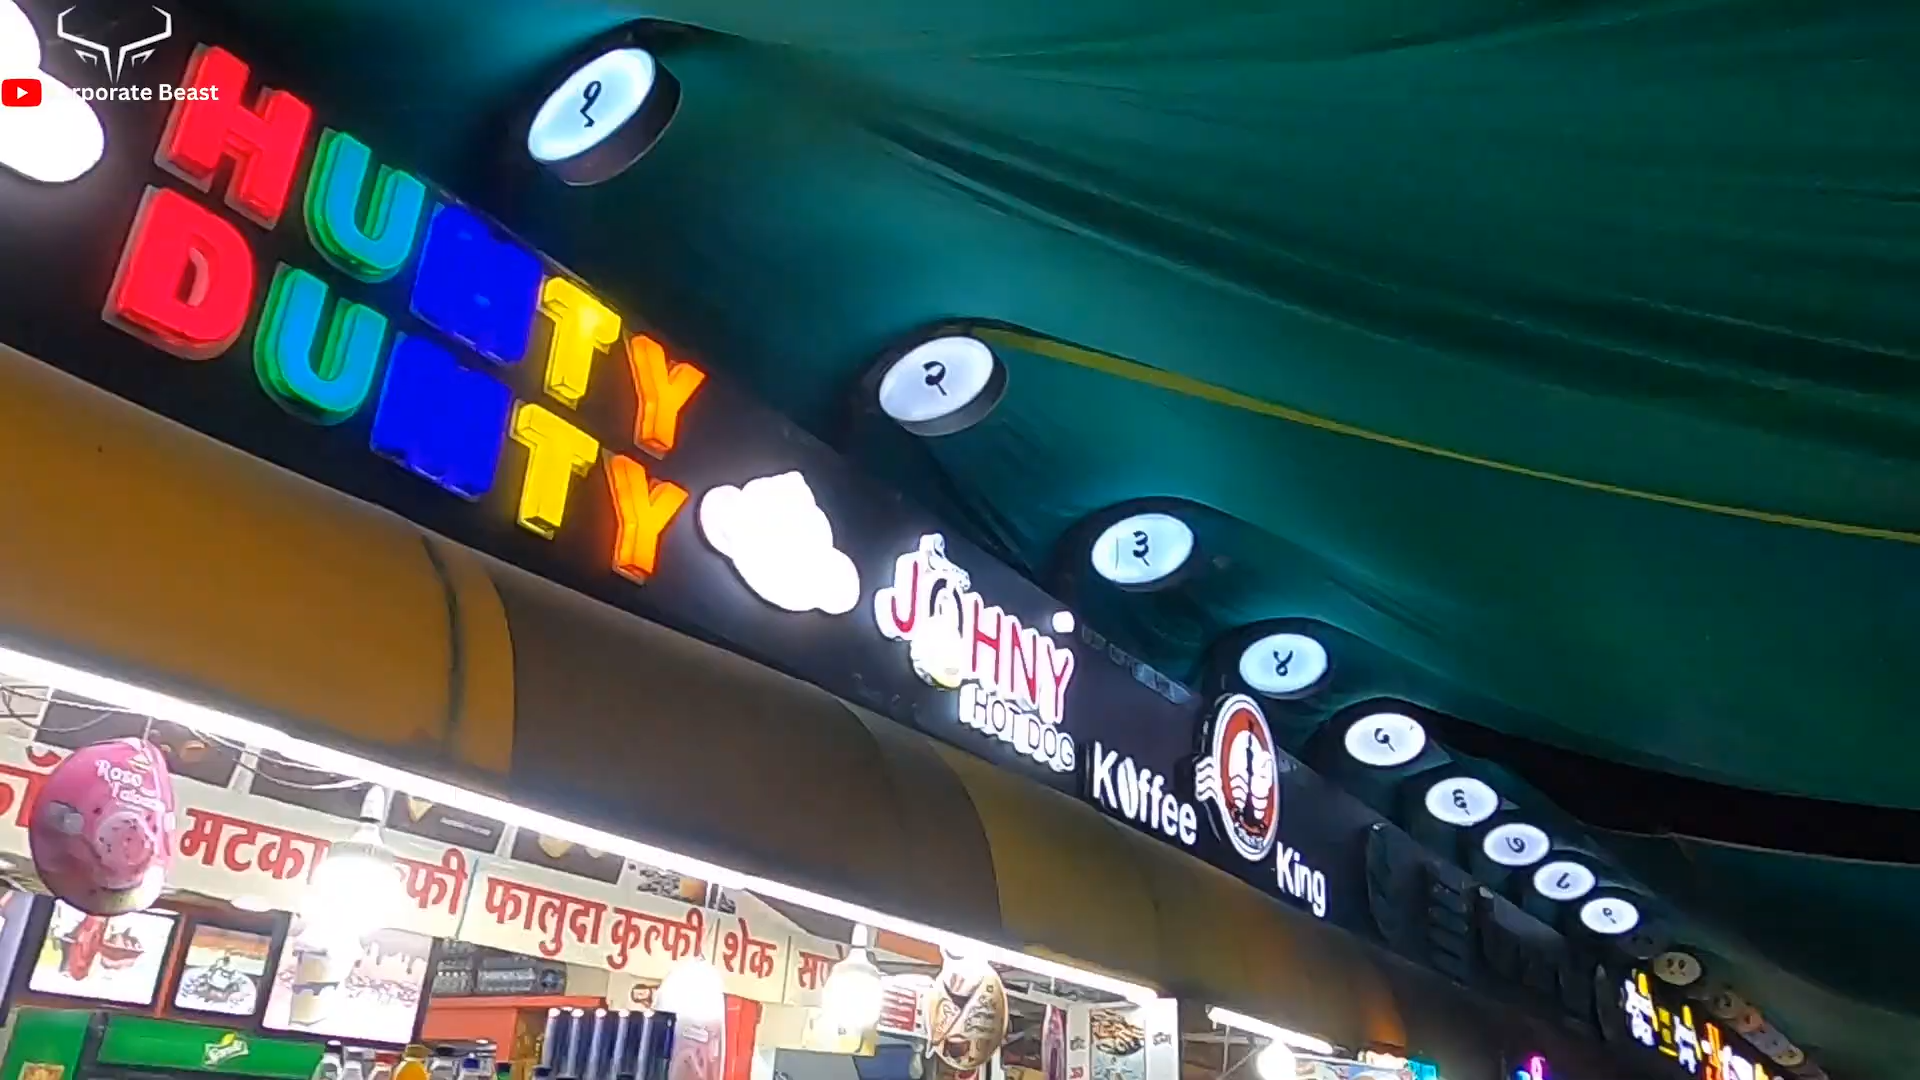 Corporate Beast
HUMTY
DUMTY
१
२
३
४
५
६
७
८
९
JOHNY
HOT DOG
Koffee
King
मटका कुल्फी फालुदा कुल्फी शेक
Sprite